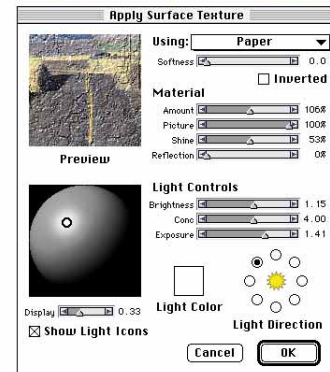 Apply Surface Texture
Using: Paper
Softness 0.0
Inverted
Material
Amount 106%
Picture 100%
Shine 53%
Reflection 0%
Preview
Light Controls
Brightness 1.15
Conc 4.00
Exposure 1.41
Display 0.33
Show Light Icons
Light Color
Light Direction
Cancel
OK